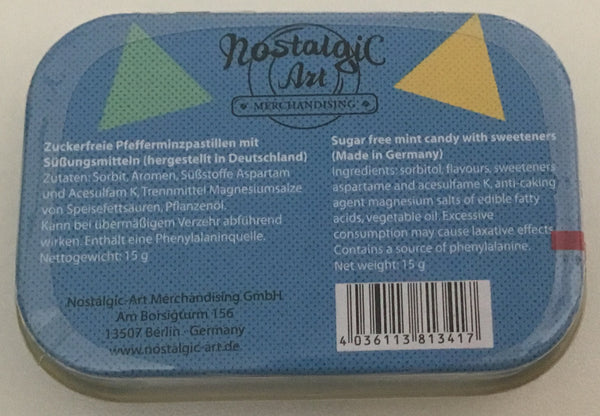 Nostalgic
Art
MERCHANDISING
Zuckerfreie Pfefferminzpastillen mit
Süßungsmitteln (hergestellt in Deutschland)
Zutaten: Sorbit, Aromen, Süßstoffe Aspartam
und Acesulfam K, Trennmittel Magnesiumsalze
von Speisefettsäuren, Pflanzenöl.
Kann bei übermäßigem Verzehr abführend
wirken. Enthält eine Phenylalaninquelle.
Nettogewicht: 15 g
Nostalgic-Art Merchandising GmbH
Am Borsigturm 156
13507 Berlin · Germany
www.nostalgic-art.de
Sugar free mint candy with sweeteners
(Made in Germany)
Ingredients: sorbitol, flavours, sweeteners
aspartame and acesulfame K, anti-caking
agent magnesium salts of edible fatty
acids, vegetable oil. Excessive
consumption may cause laxative effects.
Contains a source of phenylalanine.
Net weight: 15 g
4 036113 813417